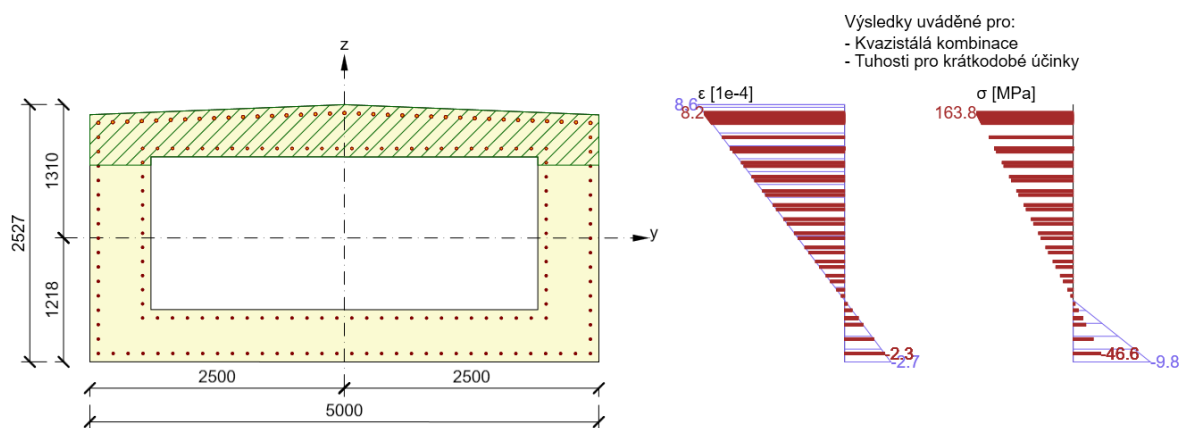 Výsledky uváděné pro:
- Kvazistálá kombinace
- Tuhosti pro krátkodobé účinky
z
ε [1e-4]
σ [MPa]
8.6
8.2
163.8
1310
2527
y
1218
-2.3
-2.7
-46.6
-9.8
2500
2500
5000